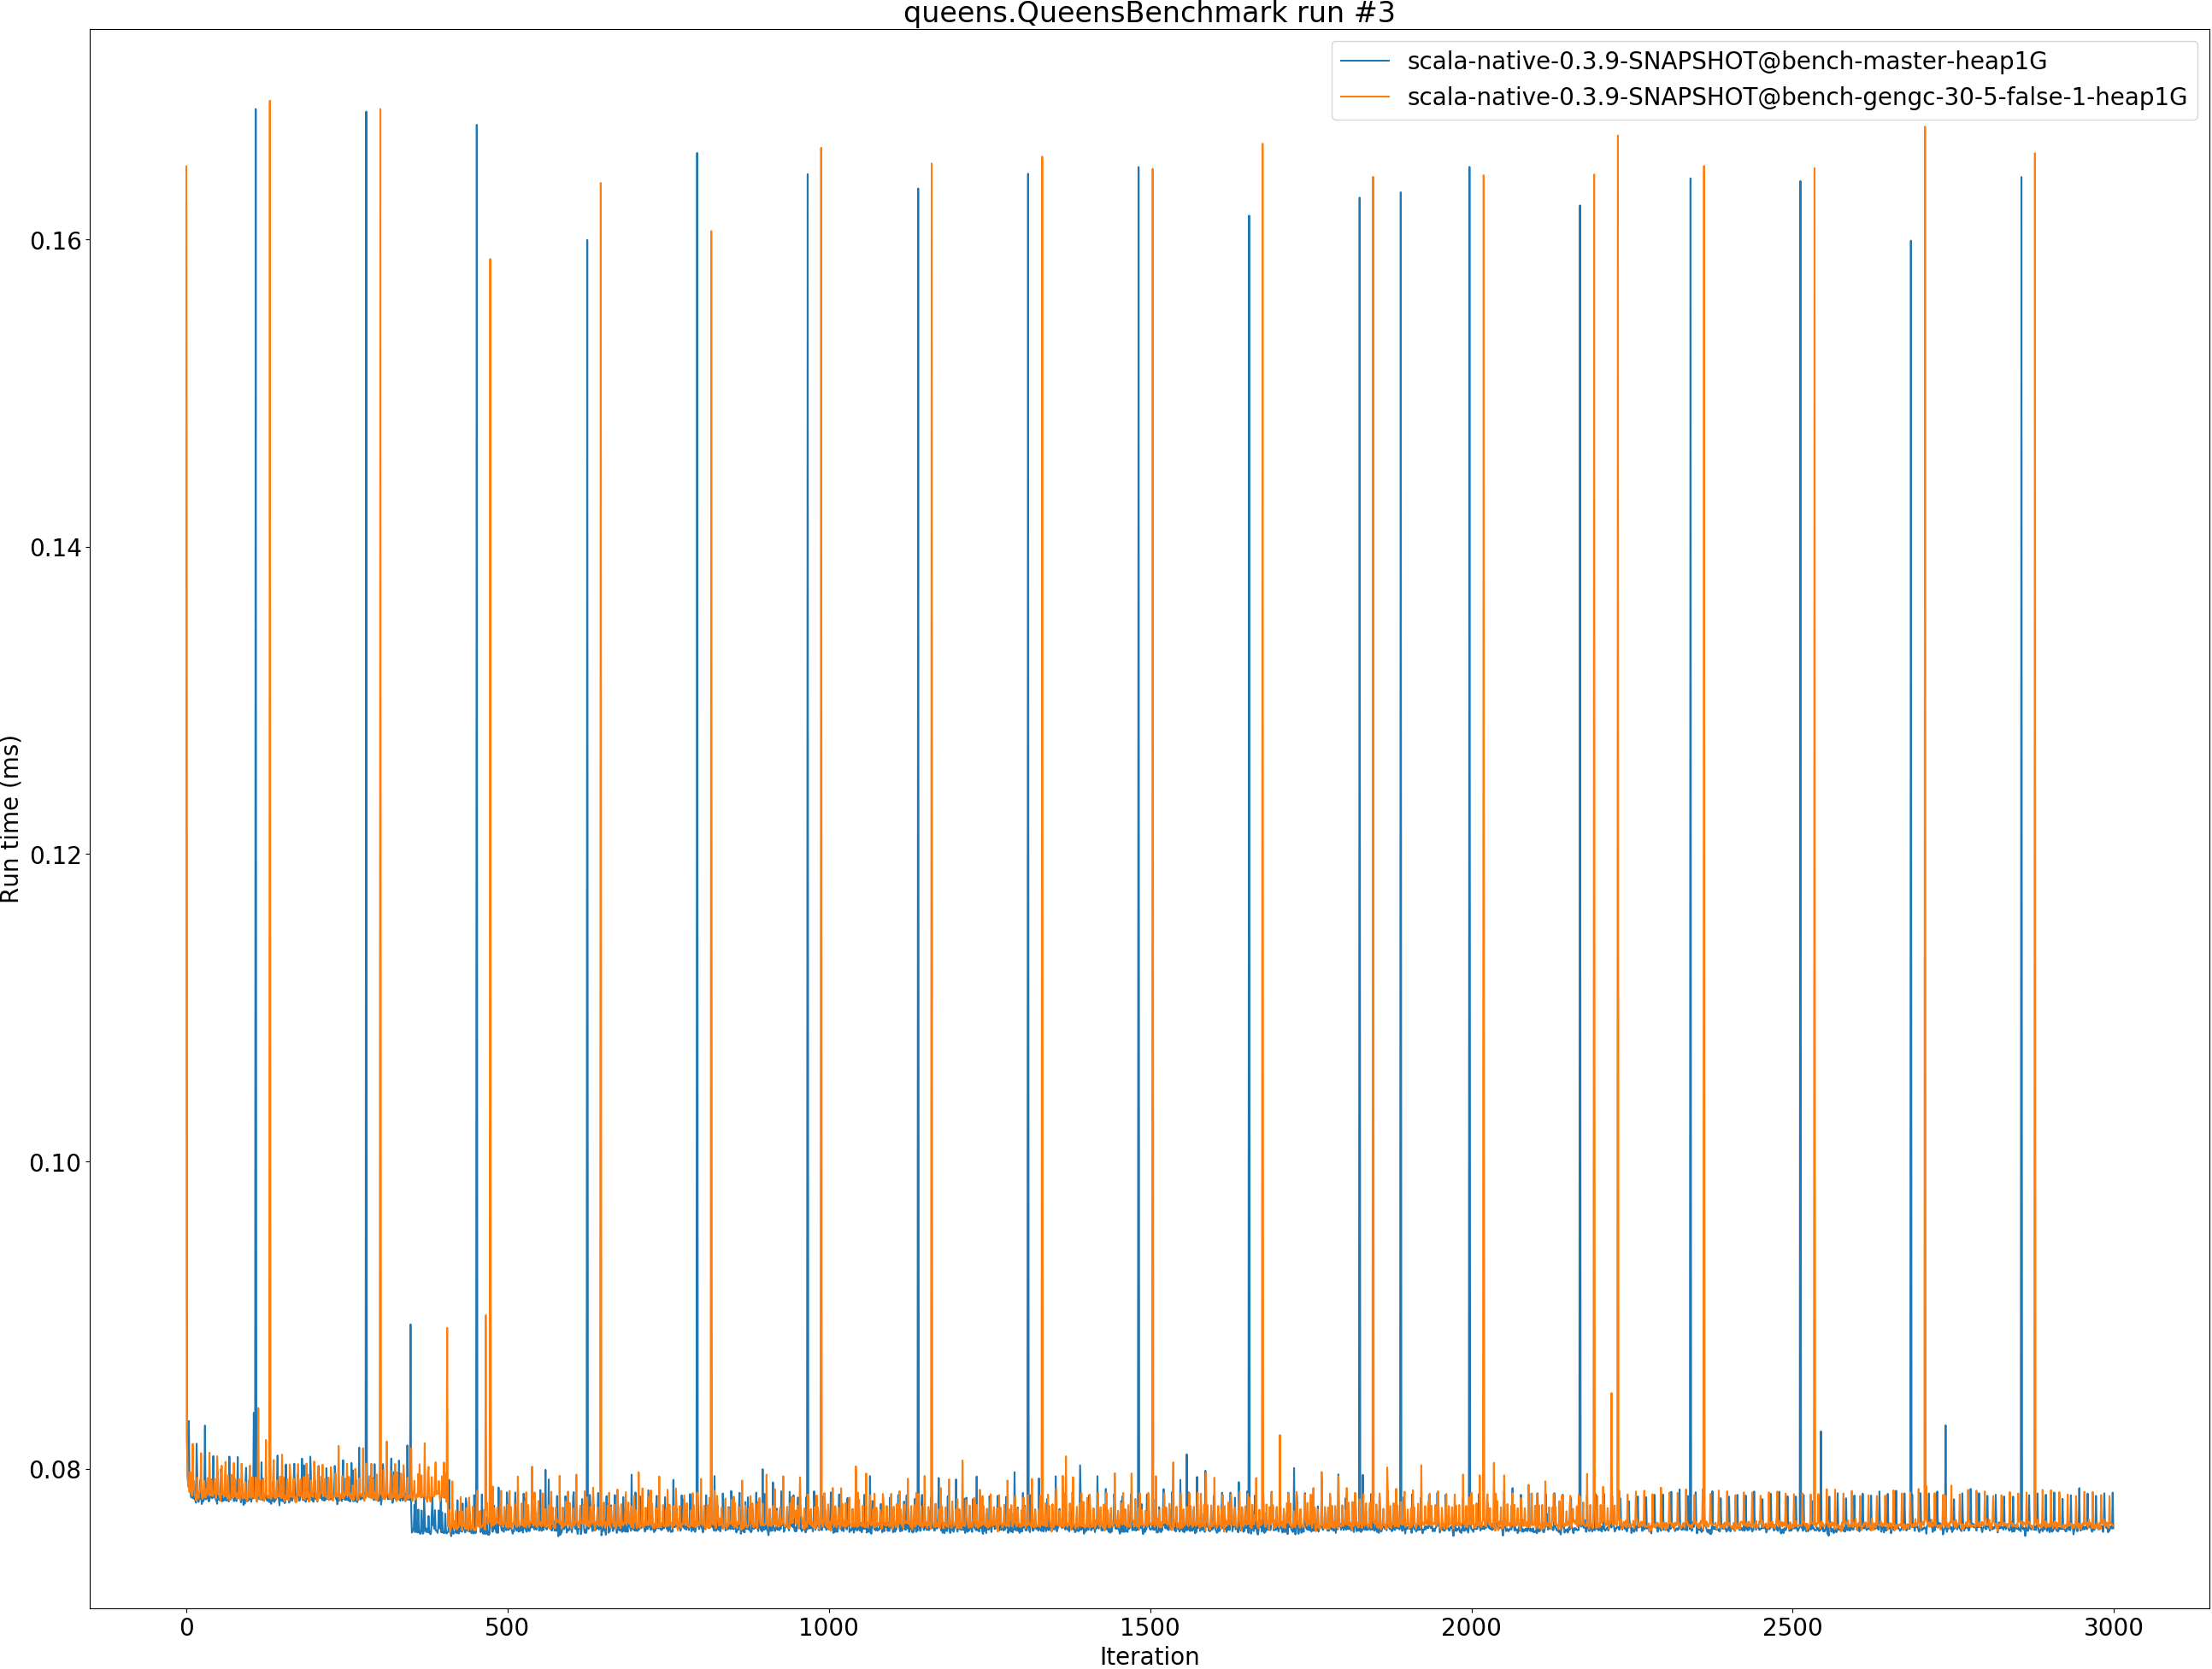 queens.QueensBenchmark run #3
scala-native-0.3.9-SNAPSHOT@bench-master-heap1G
scala-native-0.3.9-SNAPSHOT@bench-gengc-30-5-false-1-heap1G
0.16
0.14
0.12
0.10
0.08
Run time (ms)
0 500 1000 1500 2000 2500 3000
Iteration